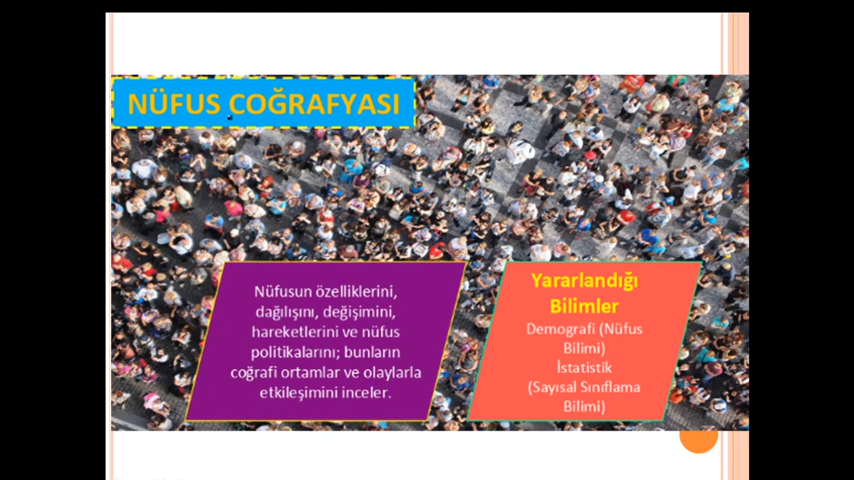 NÜFUS COĞRAFYASI
Nüfusun özelliklerini,
dağılışını, değişimini,
hareketlerini ve nüfus
politikalarını; bunların
coğrafi ortamlar ve olaylarla
etkileşimini inceler.
Yararlandığı
Bilimler
Demografi (Nüfus
Bilimi)
İstatistik
(Sayısal Sınıflama
Bilimi)